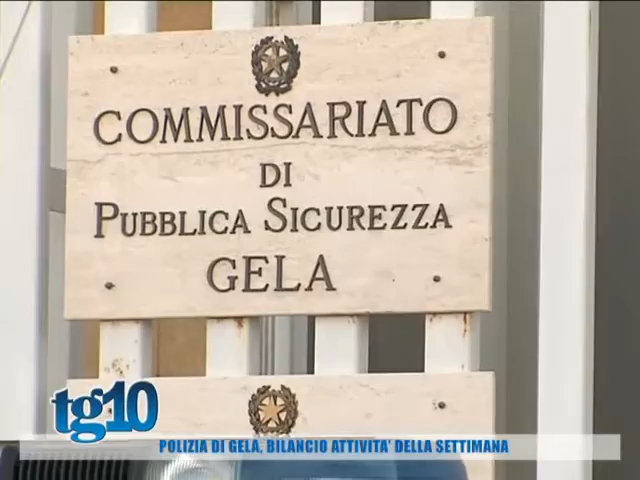 COMMISSARIATO
DI
PUBBLICA SICUREZZA
GELA
tg10
POLIZIA DI GELA, BILANCIO ATTIVITA' DELLA SETTIMANA